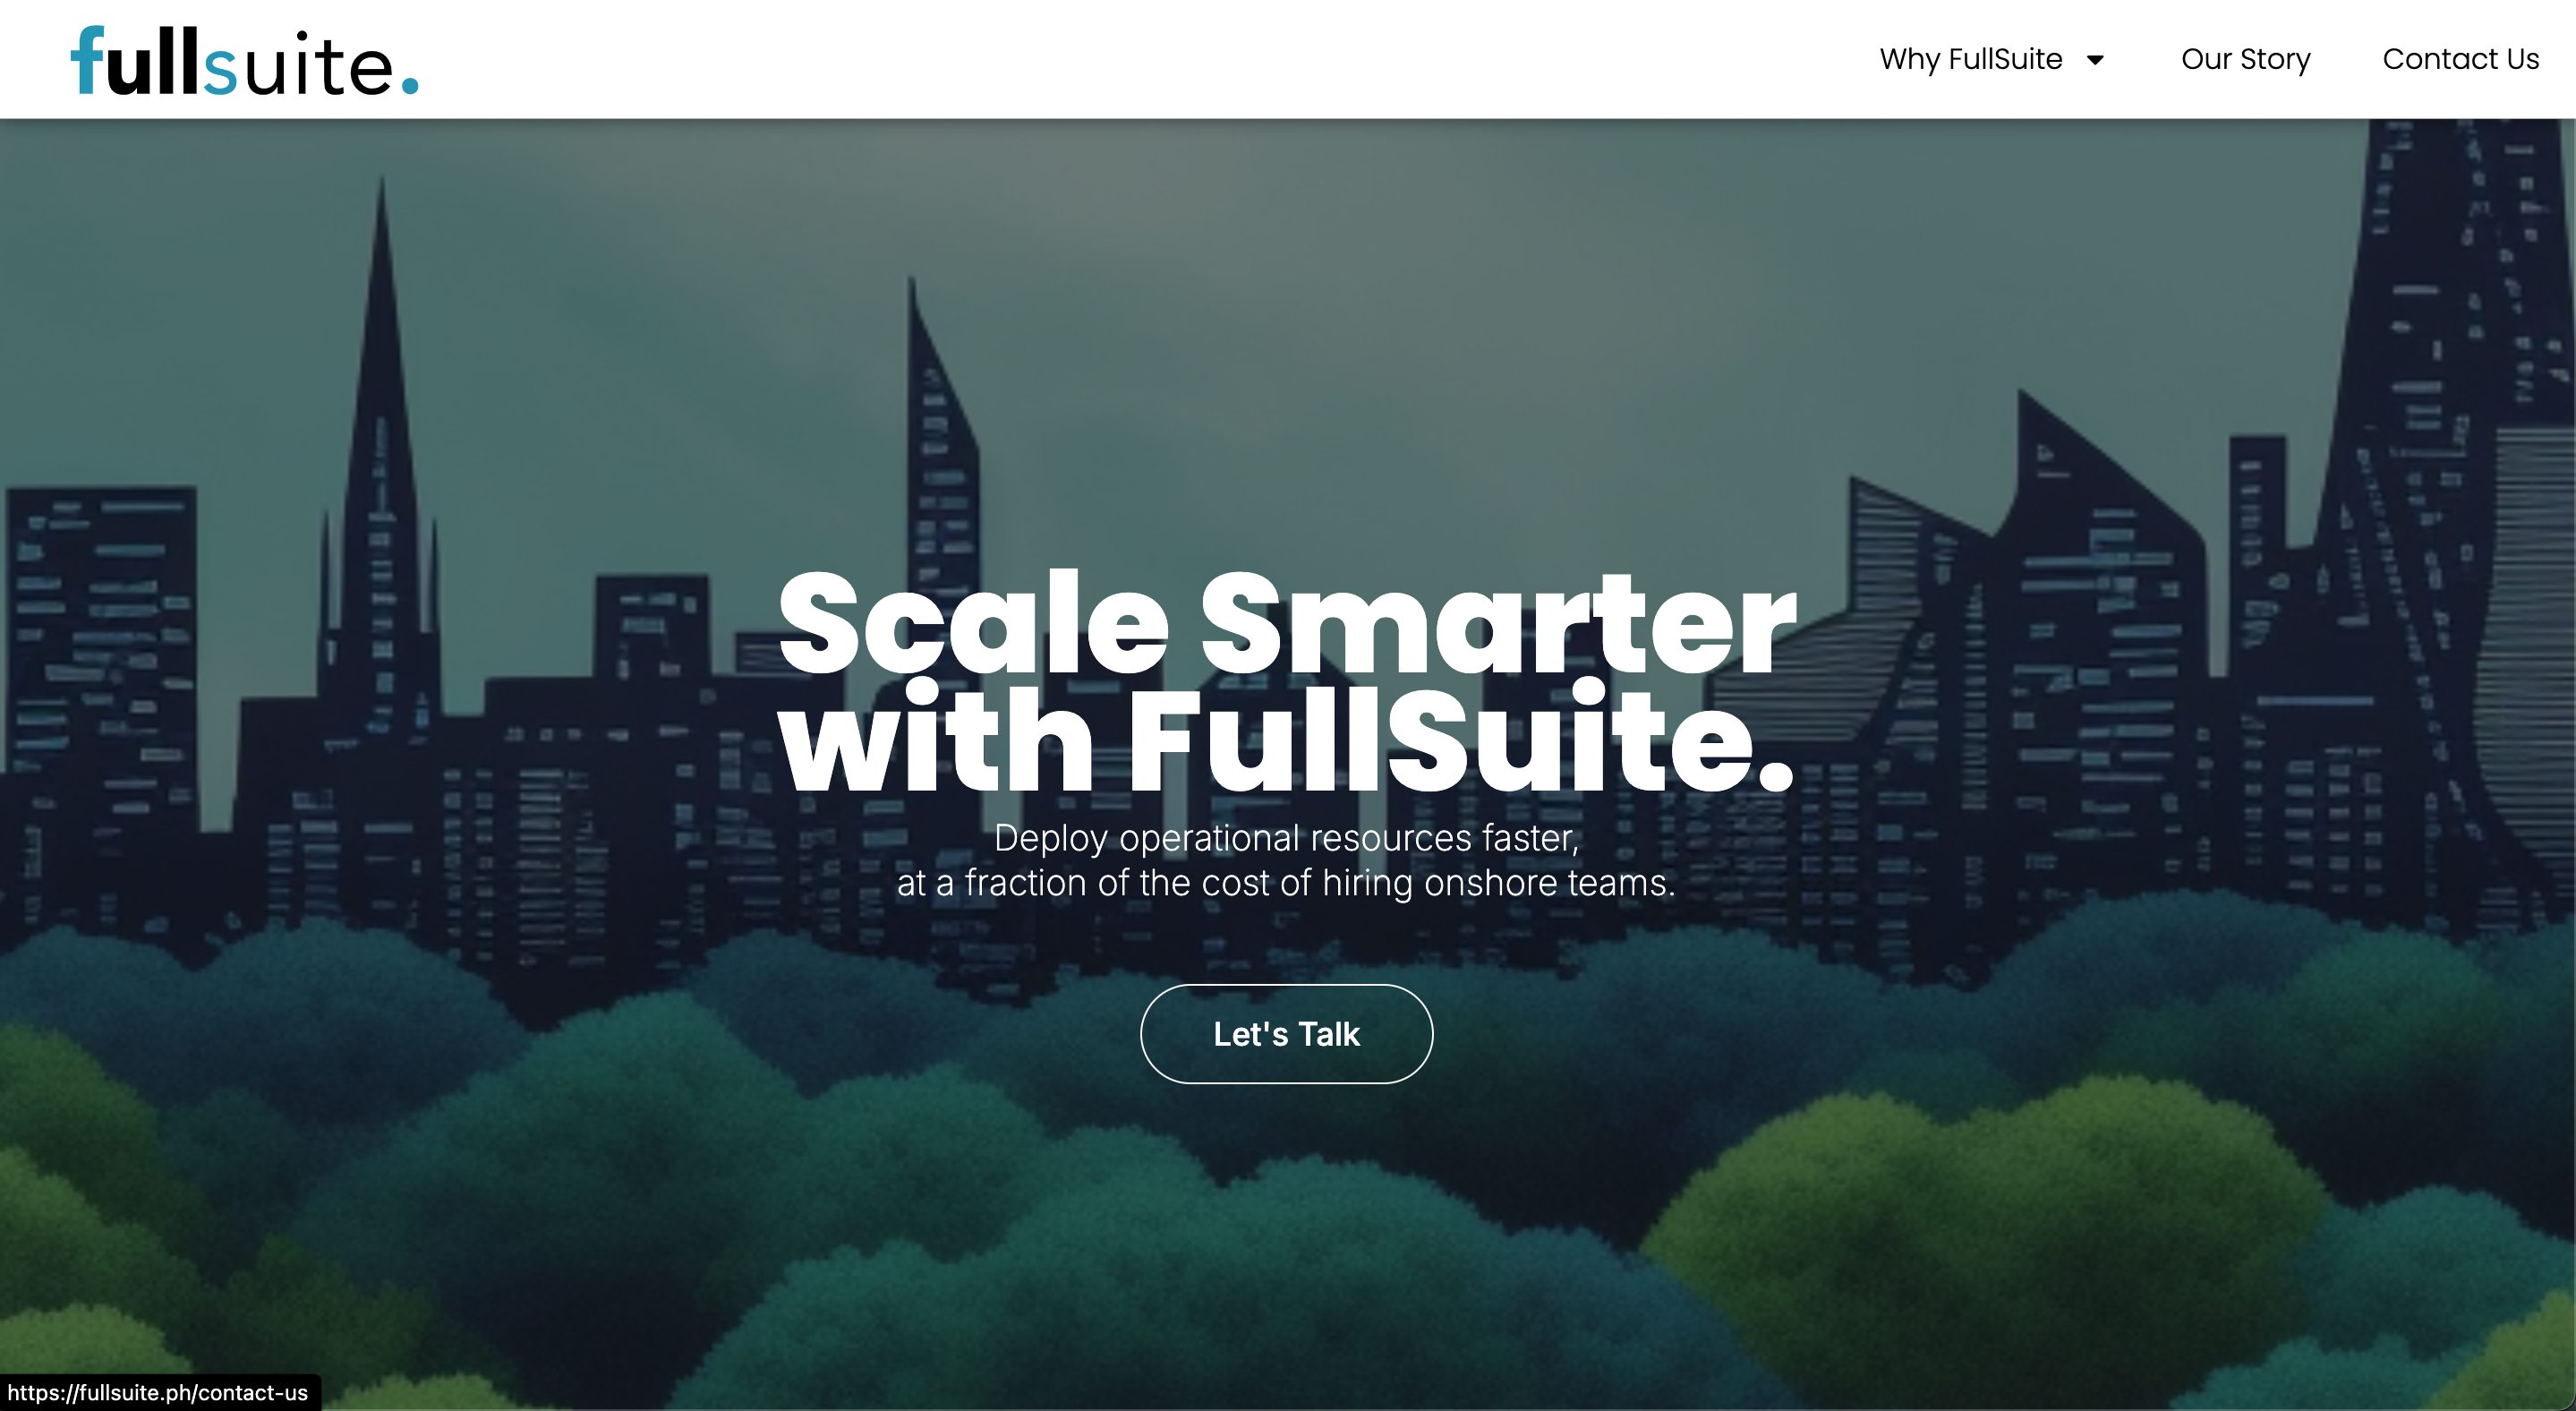 fullsuite.
Why FullSuite
Our Story
Contact Us
Scale Smarter
with FullSuite.
Deploy operational resources faster,
at a fraction of the cost of hiring onshore teams.
Let's Talk
https://fullsuite.ph/contact-us